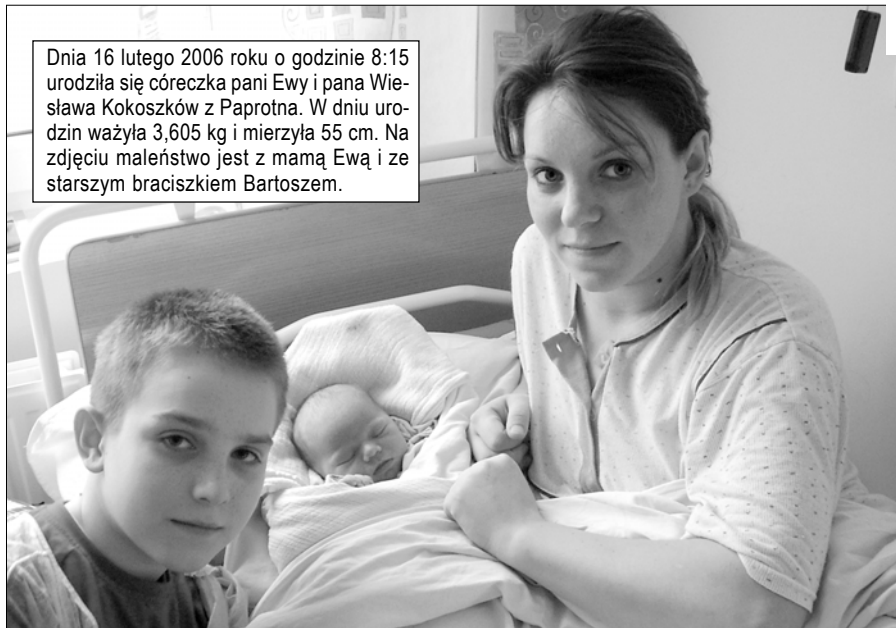 Dnia 16 lutego 2006 roku o godzinie 8:15
urodziła się córeczka pani Ewy i pana Wie-
sława Kokoszków z Paprotna. W dniu uro-
dzin ważyła 3,605 kg i mierzyła 55 cm. Na
zdjęciu maleństwo jest z mamą Ewą i ze
starszym braciszkiem Bartoszem.